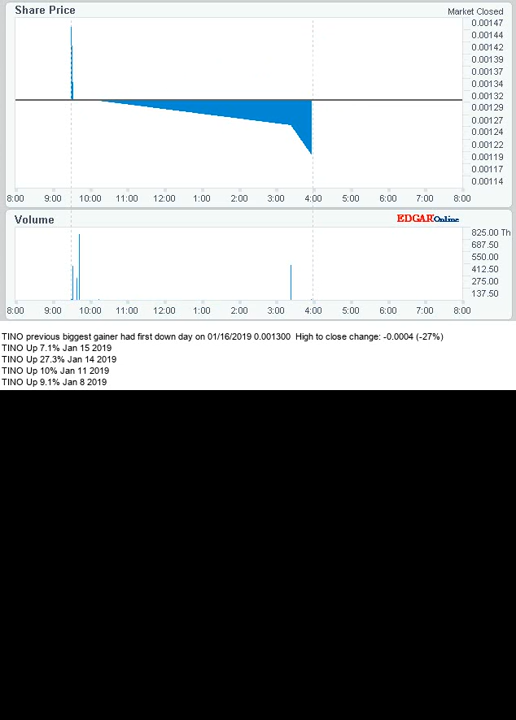 Share Price
Market Closed
0.00147
0.00144
0.00142
0.00139
0.00137
0.00134
0.00132
0.00129
0.00127
0.00124
0.00122
0.00119
0.00117
0.00114
8:00 9:00 10:00 11:00 12:00 1:00 2:00 3:00 4:00 5:00 6:00 7:00 8:00
Volume
EDGAR Online
825.00 Th
687.50
550.00
412.50
275.00
137.50
8:00 9:00 10:00 11:00 12:00 1:00 2:00 3:00 4:00 5:00 6:00 7:00 8:00
TINO previous biggest gainer had first down day on 01/16/2019 0.001300 High to close change: -0.0004 (-27%)
TINO Up 7.1% Jan 15 2019
TINO Up 27.3% Jan 14 2019
TINO Up 10% Jan 11 2019
TINO Up 9.1% Jan 8 2019